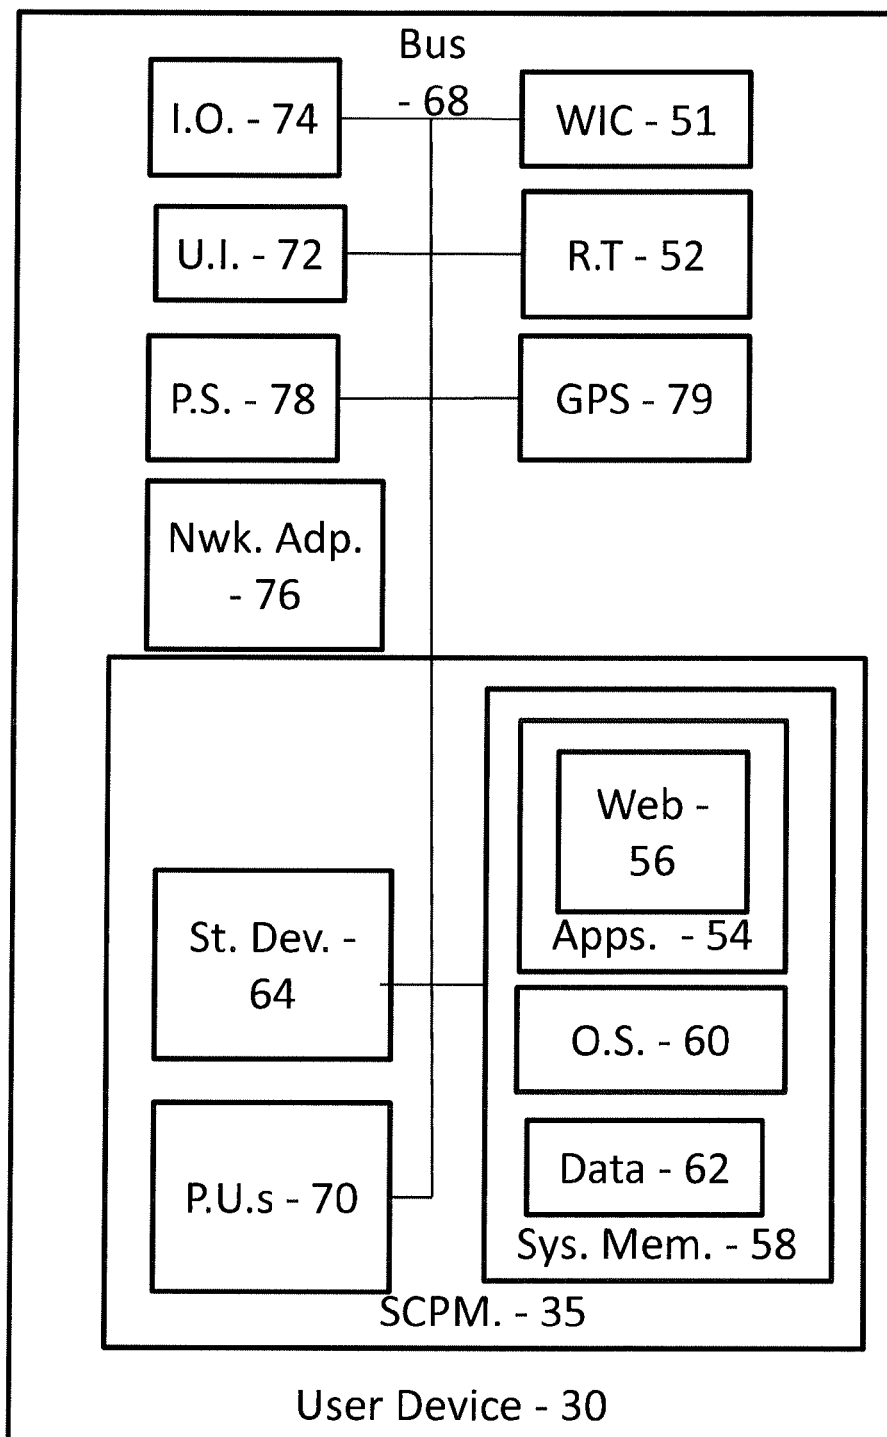 Bus
- 68
I.O. - 74
WIC - 51
U.I. - 72
R.T - 52
P.S. - 78
GPS - 79
Nwk. Adp.
- 76
Web -
56
Apps. - 54
St. Dev. -
64
O.S. - 60
Data - 62
P.U.s - 70
Sys. Mem. - 58
SCPM. - 35
User Device - 30